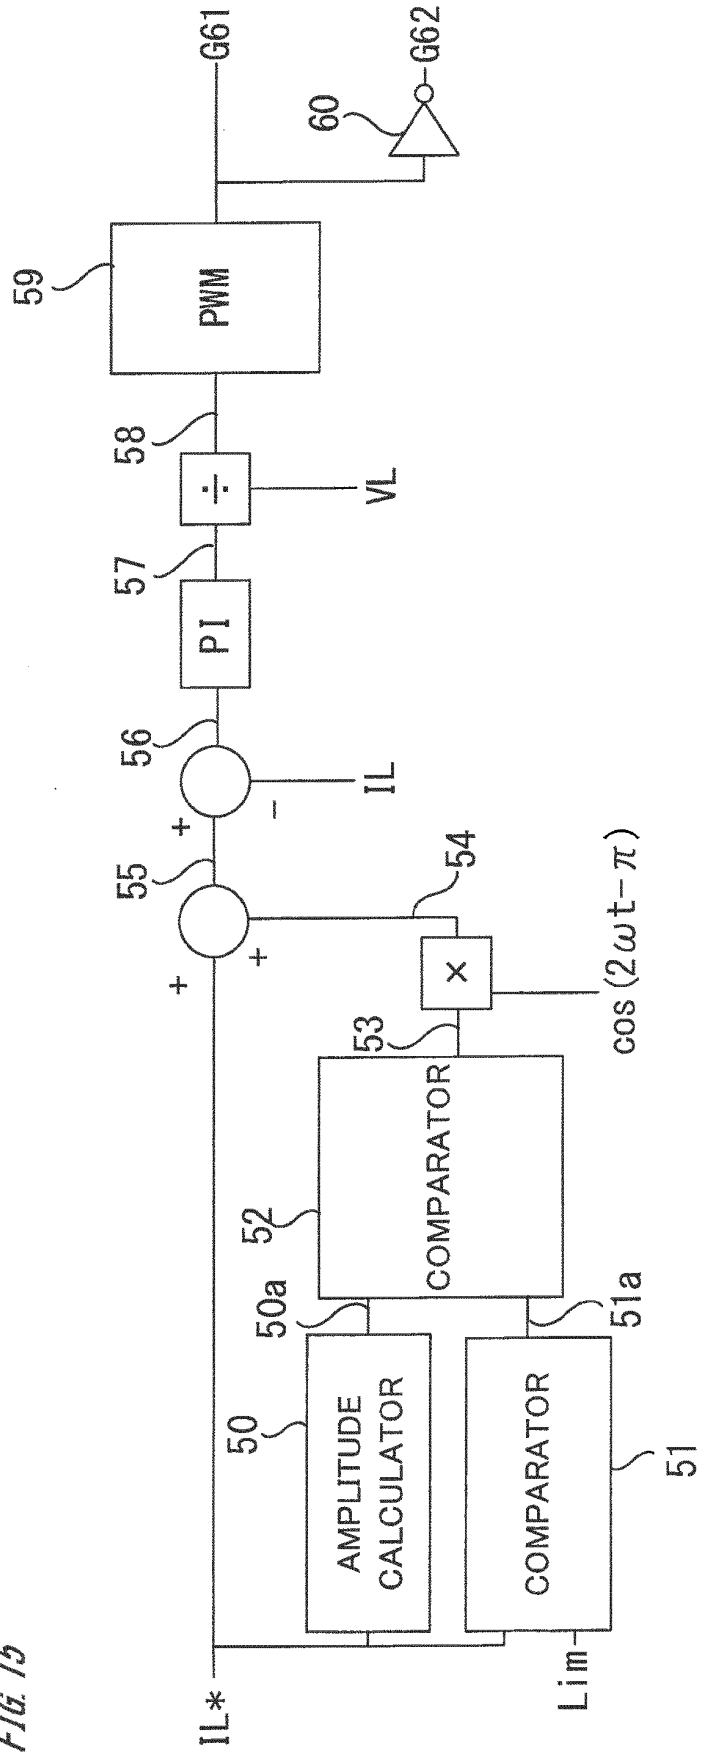 FIG. 15
IL*
Lim
50
AMPLITUDE
CALCULATOR
51
COMPARATOR
50a
51a
52
COMPARATOR
53
×
cos (2ωt-π)
54
+
+
55
+
-
IL
56
PI
57
÷
VL
58
59
PWM
60
G61
G62